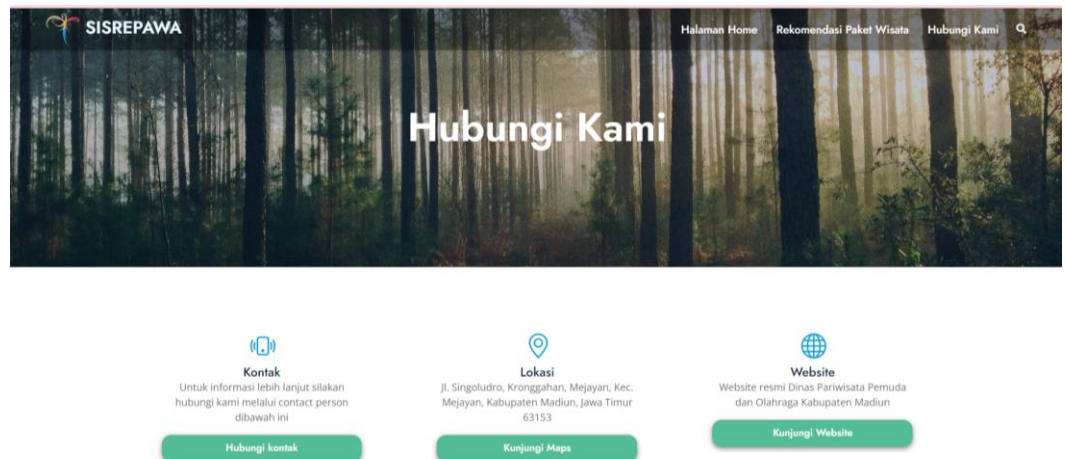 SISREPAWA
Halaman Home Rekomendasi Paket Wisata Hubungi Kami
Hubungi Kami
Kontak
Untuk informasi lebih lanjut silakan
hubungi kami melalui contact person
dibawah ini
Hubungi kontak
Lokasi
Jl. Singoludro, Kronggahan, Mejayan, Kec.
Mejayan, Kabupaten Madiun, Jawa Timur
63153
Kunjungi Maps
Website
Website resmi Dinas Pariwisata Pemuda
dan Olahraga Kabupaten Madiun
Kunjungi Website